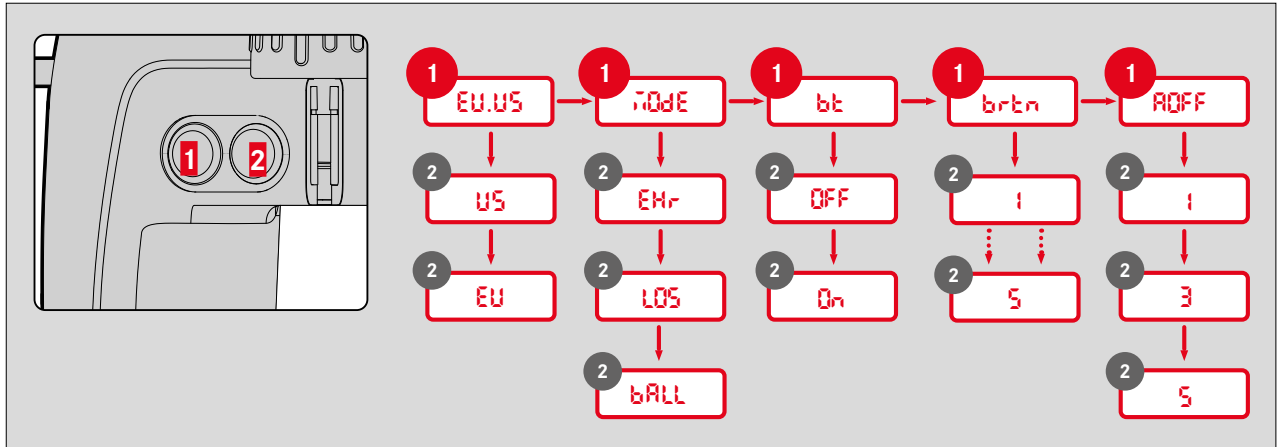 1 2
1 1 1 1 1
EU.US MOdE bt brtn AOFF
2 2 2 2 2
US EHr OFF 1 1
2 2 2 2 2
EU LOS On 5 3
2 2
bALL 5